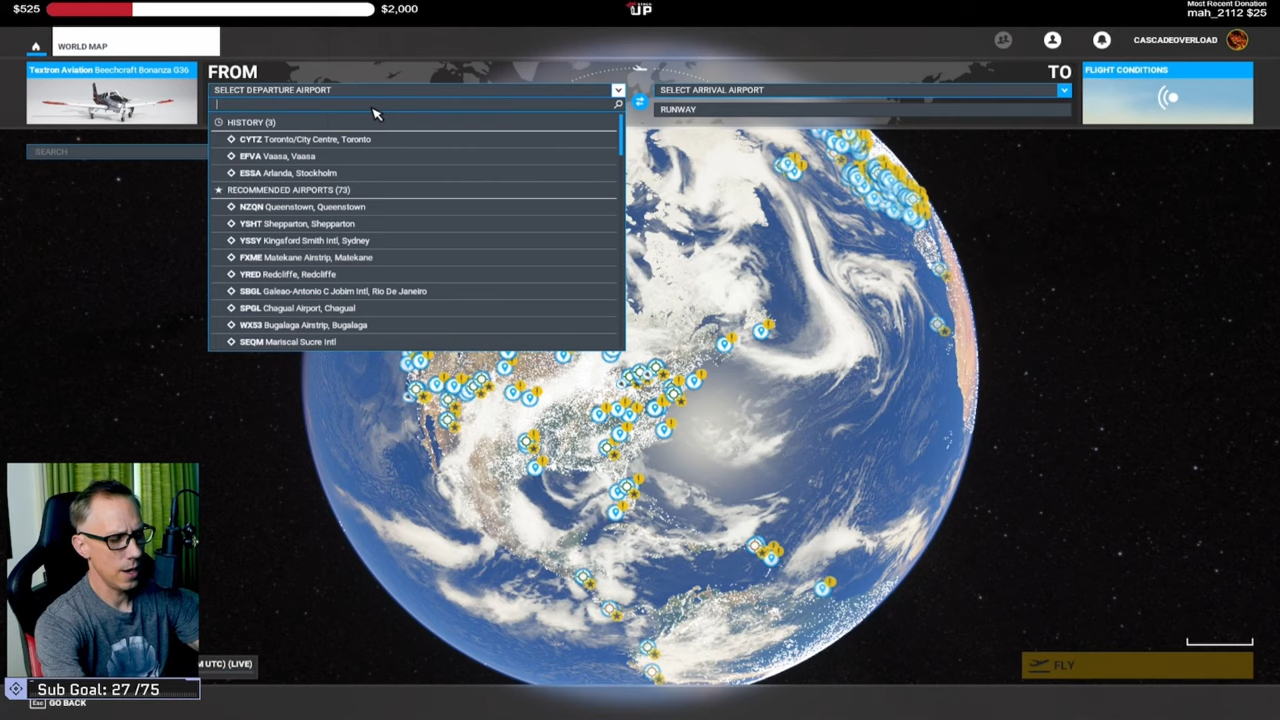 $525
$2,000
STACK UP
Most Recent Donation
mah_2112 $25
WORLD MAP
CASCADEOVERLOAD
Textron Aviation Beechcraft Bonanza G36
FROM
SELECT DEPARTURE AIRPORT
TO
SELECT ARRIVAL AIRPORT
RUNWAY
FLIGHT CONDITIONS
HISTORY (3)
CYTZ Toronto/City Centre, Toronto
EFVA Vaasa, Vaasa
ESSA Arlanda, Stockholm
RECOMMENDED AIRPORTS (73)
NZQN Queenstown, Queenstown
YSHT Shepparton, Shepparton
YSSY Kingsford Smith Intl, Sydney
FXME Matekane Airstrip, Matekane
YRED Redcliffe, Redcliffe
SBGL Galeao-Antonio C Jobim Intl, Rio De Janeiro
SPGL Chagual Airport, Chagual
WX53 Bugalaga Airstrip, Bugalaga
SEQM Mariscal Sucre Intl
SEARCH
M UTC) (LIVE)
FLY
Sub Goal: 27 /75
Esc GO BACK